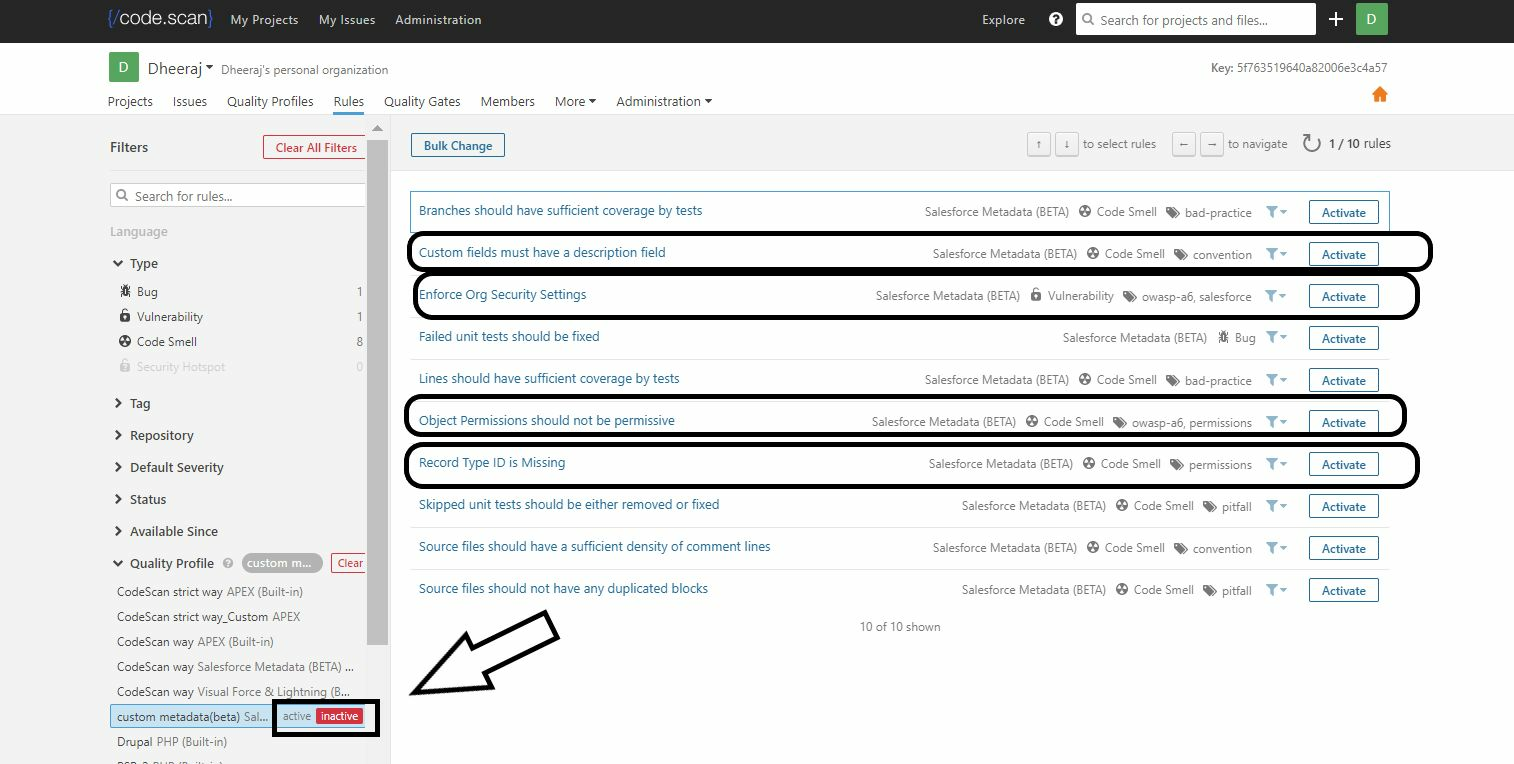 {/code.scan} My Projects My Issues Administration Explore ? Search for projects and files... + D
D Dheeraj Dheeraj's personal organization Key: 5f763519640a82006e3c4a57
Projects Issues Quality Profiles Rules Quality Gates Members More Administration
Filters Clear All Filters
Search for rules...
Language
Type
Bug 1
Vulnerability 1
Code Smell 8
Security Hotspot 0
Tag
Repository
Default Severity
Status
Available Since
Quality Profile ? custom m... Clear
CodeScan strict way APEX (Built-in)
CodeScan strict way_Custom APEX
CodeScan way APEX (Built-in)
CodeScan way Salesforce Metadata (BETA) ...
CodeScan way Visual Force & Lightning (B...
custom metadata(beta) Sal... active inactive
Drupal PHP (Built-in)
Bulk Change ↑ ↓ to select rules ← → to navigate 1 / 10 rules
Branches should have sufficient coverage by tests Salesforce Metadata (BETA) Code Smell bad-practice Activate
Custom fields must have a description field Salesforce Metadata (BETA) Code Smell convention Activate
Enforce Org Security Settings Salesforce Metadata (BETA) Vulnerability owasp-a6, salesforce Activate
Failed unit tests should be fixed Salesforce Metadata (BETA) Bug Activate
Lines should have sufficient coverage by tests Salesforce Metadata (BETA) Code Smell bad-practice Activate
Object Permissions should not be permissive Salesforce Metadata (BETA) Code Smell owasp-a6, permissions Activate
Record Type ID is Missing Salesforce Metadata (BETA) Code Smell permissions Activate
Skipped unit tests should be either removed or fixed Salesforce Metadata (BETA) Code Smell pitfall Activate
Source files should have a sufficient density of comment lines Salesforce Metadata (BETA) Code Smell convention Activate
Source files should not have any duplicated blocks Salesforce Metadata (BETA) Code Smell pitfall Activate
10 of 10 shown